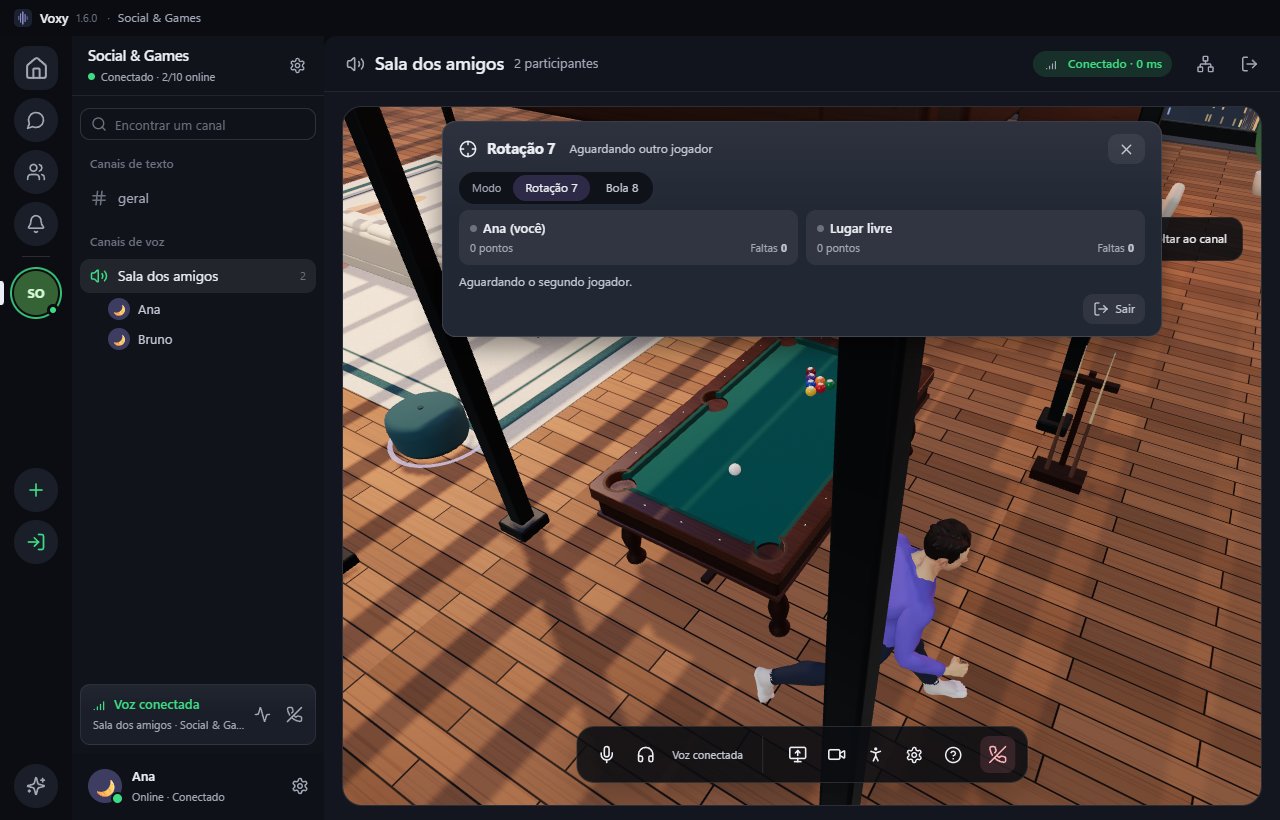 Voxy 1.6.0 · Social & Games
Social & Games
Conectado · 2/10 online
Encontrar um canal
Canais de texto
geral
Canais de voz
Sala dos amigos 2
Ana
Bruno
SO
Voz conectada
Sala dos amigos · Social & Ga...
Ana
Online · Conectado
Sala dos amigos 2 participantes
Conectado · 0 ms
Rotação 7 Aguardando outro jogador
Modo Rotação 7 Bola 8
Ana (você)
0 pontos Faltas 0
Lugar livre
0 pontos Faltas 0
Aguardando o segundo jogador.
Sair
ao canal
Voz conectada